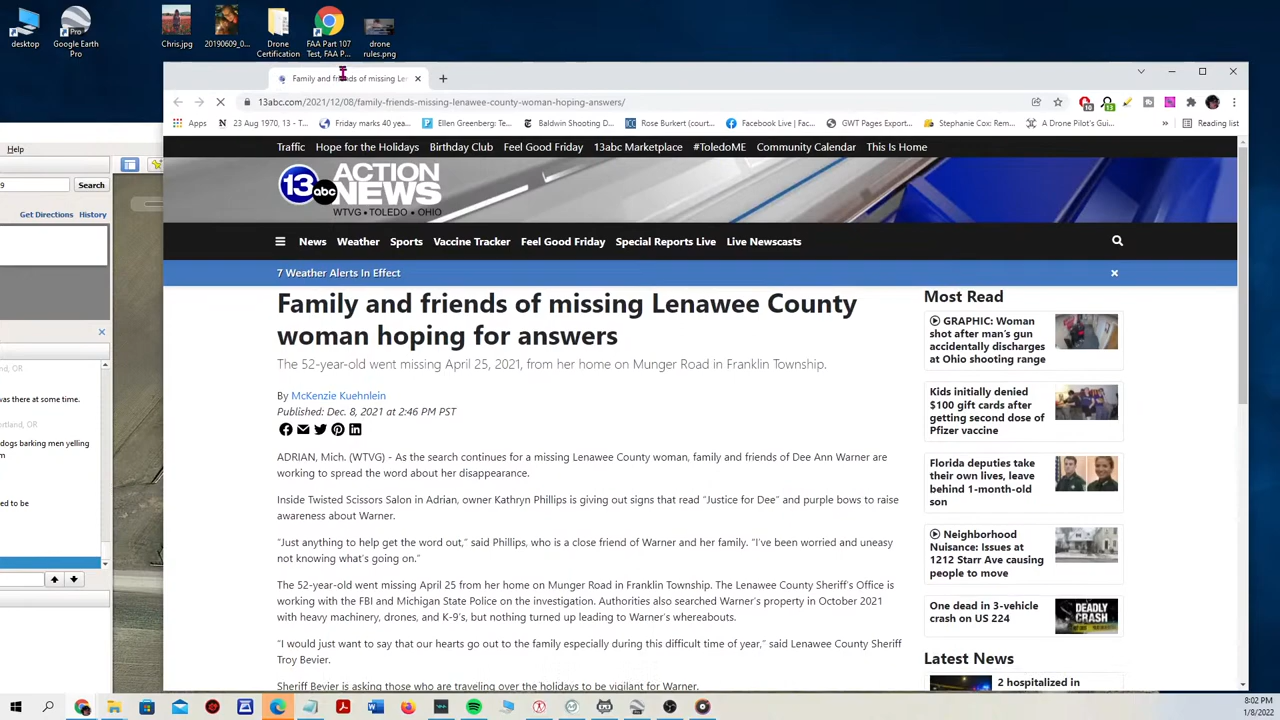 desktop
Google Earth
Pro
Chris.jpg
20190609_0...
Drone
Certification
FAA Part 107
Test, FAA P...
drone
rules.png
Family and friends of missing Len
13abc.com/2021/12/08/family-friends-missing-lenawee-county-woman-hoping-answers/
10
13
Apps
23 Aug 1970, 13 - T...
Friday marks 40 yea...
Ellen Greenberg: Te...
Baldwin Shooting D...
Rose Burkert (court...
Facebook Live | Fac...
GWT Pages Export...
Stephanie Cox: Rem...
A Drone Pilot's Gui...
»
Reading list
Help
9
Search
Get Directions
History
and, OR
was there at some time.
rtland, OR
dogs barking men yelling
m
ed to be
Traffic
Hope for the Holidays
Birthday Club
Feel Good Friday
13abc Marketplace
#ToledoME
Community Calendar
This Is Home
13 abc ACTION NEWS
WTVG • TOLEDO • OHIO
News
Weather
Sports
Vaccine Tracker
Feel Good Friday
Special Reports Live
Live Newscasts
7 Weather Alerts In Effect
Family and friends of missing Lenawee County
woman hoping for answers
The 52-year-old went missing April 25, 2021, from her home on Munger Road in Franklin Township.
By McKenzie Kuehnlein
Published: Dec. 8, 2021 at 2:46 PM PST
ADRIAN, Mich. (WTVG) - As the search continues for a missing Lenawee County woman, family and friends of Dee Ann Warner are
working to spread the word about her disappearance.
Inside Twisted Scissors Salon in Adrian, owner Kathryn Phillips is giving out signs that read “Justice for Dee” and purple bows to raise
awareness about Warner.
“Just anything to help get the word out,” said Phillips, who is a close friend of Warner and her family. “I’ve been worried and uneasy
not knowing what’s going on.”
The 52-year-old went missing April 25 from her home on Munger Road in Franklin Township. The Lenawee County Sheriff’s Office is
working with the FBI and Michigan State Police on the investigation. Authorities also searched Warner’s property in October 2021
with heavy machinery, drones, and K-9’s, but nothing turned up leading to Warner’s whereabouts.
“I would just want to say that our hearts go out to the family especially during this difficult time of year,” said Lenawee County Sheriff
Troy Bevier.
Sheriff Bevier is asking those who are traveling over the holidays to be vigilant for Warner.
Most Read
GRAPHIC: Woman
shot after man’s gun
accidentally discharges
at Ohio shooting range
Kids initially denied
$100 gift cards after
getting second dose of
Pfizer vaccine
Florida deputies take
their own lives, leave
behind 1-month-old
son
Neighborhood
Nuisance: Issues at
1212 Starr Ave causing
people to move
One dead in 3-vehicle
crash on US 224
DEADLY
CRASH
Latest News
2 hospitalized in
8:02 PM
1/8/2022